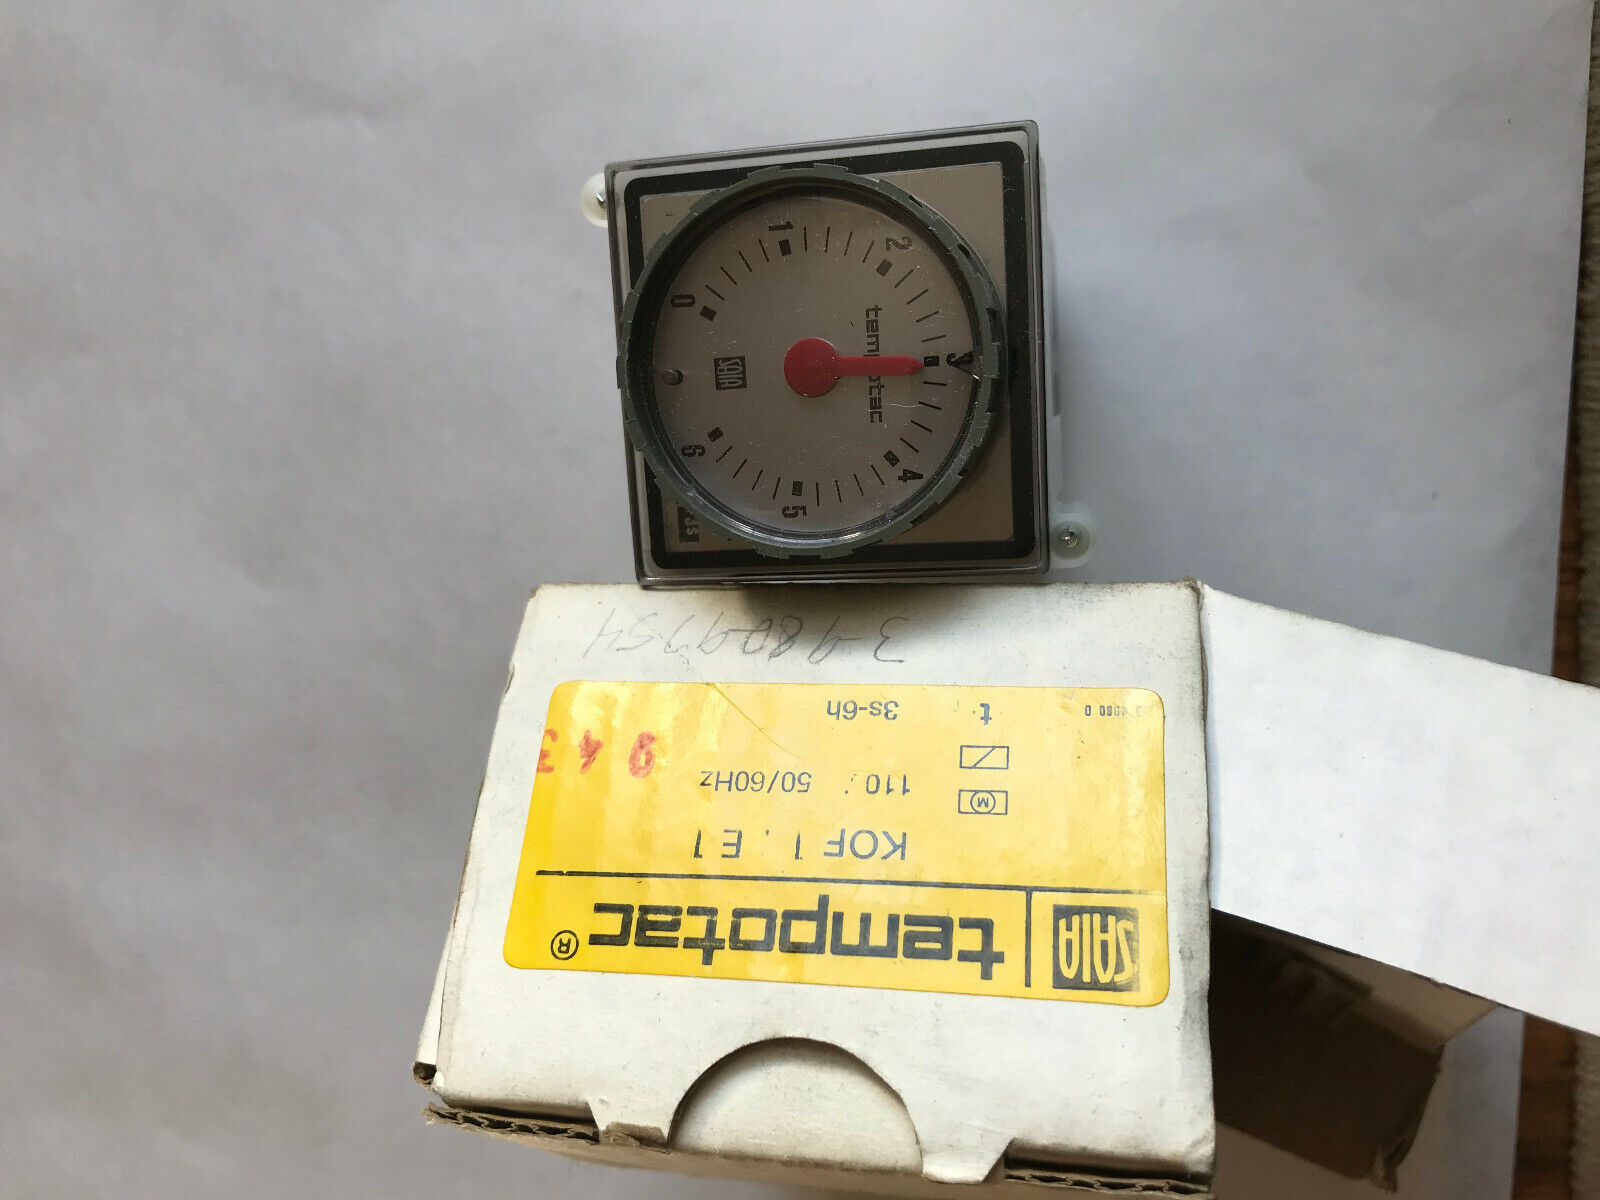 0
1
2
3
4
5
6
tempotac
SAIA
SAIA
tempotac®
KOF 1 . E1
M
110 50/60Hz
t 3s-6h
943